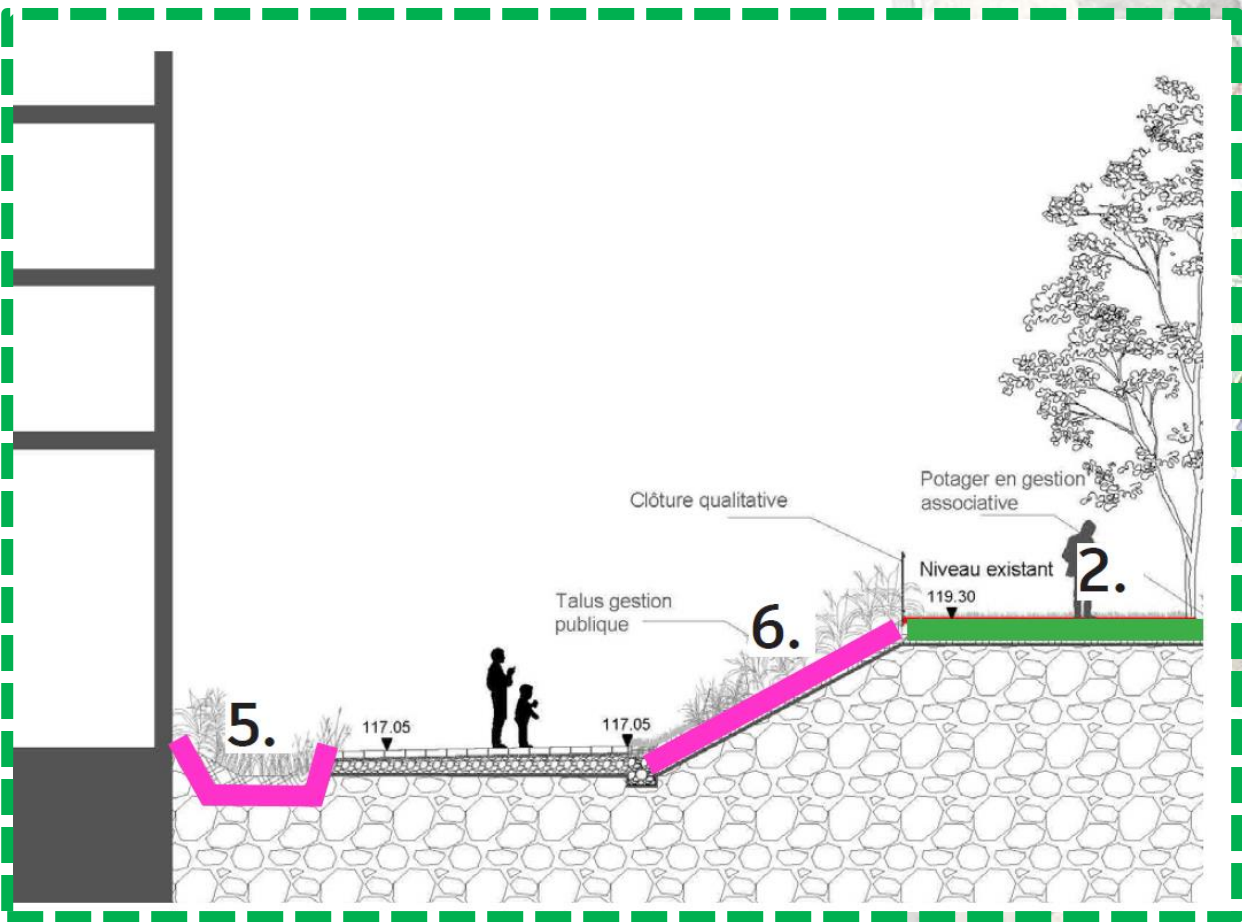 Potager en gestion
associative
Clôture qualitative
Niveau existant
2.
119.30
Talus gestion
publique
6.
5.
117.05
117.05